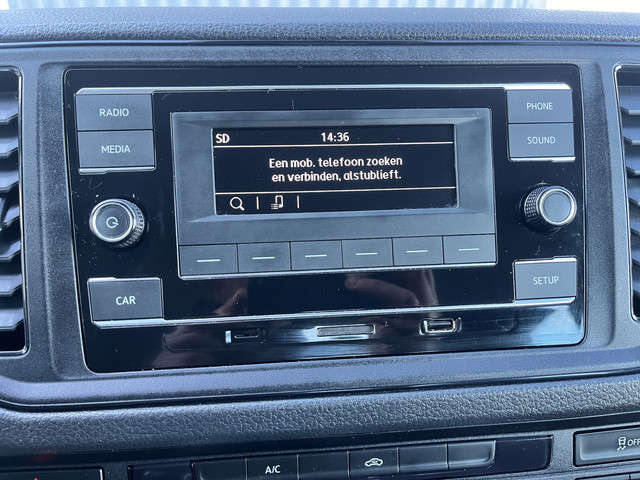 RADIO
MEDIA
CAR
SD 14:36
Een mob. telefoon zoeken
en verbinden, alstublieft.
PHONE
SOUND
SETUP
A/C
OFF